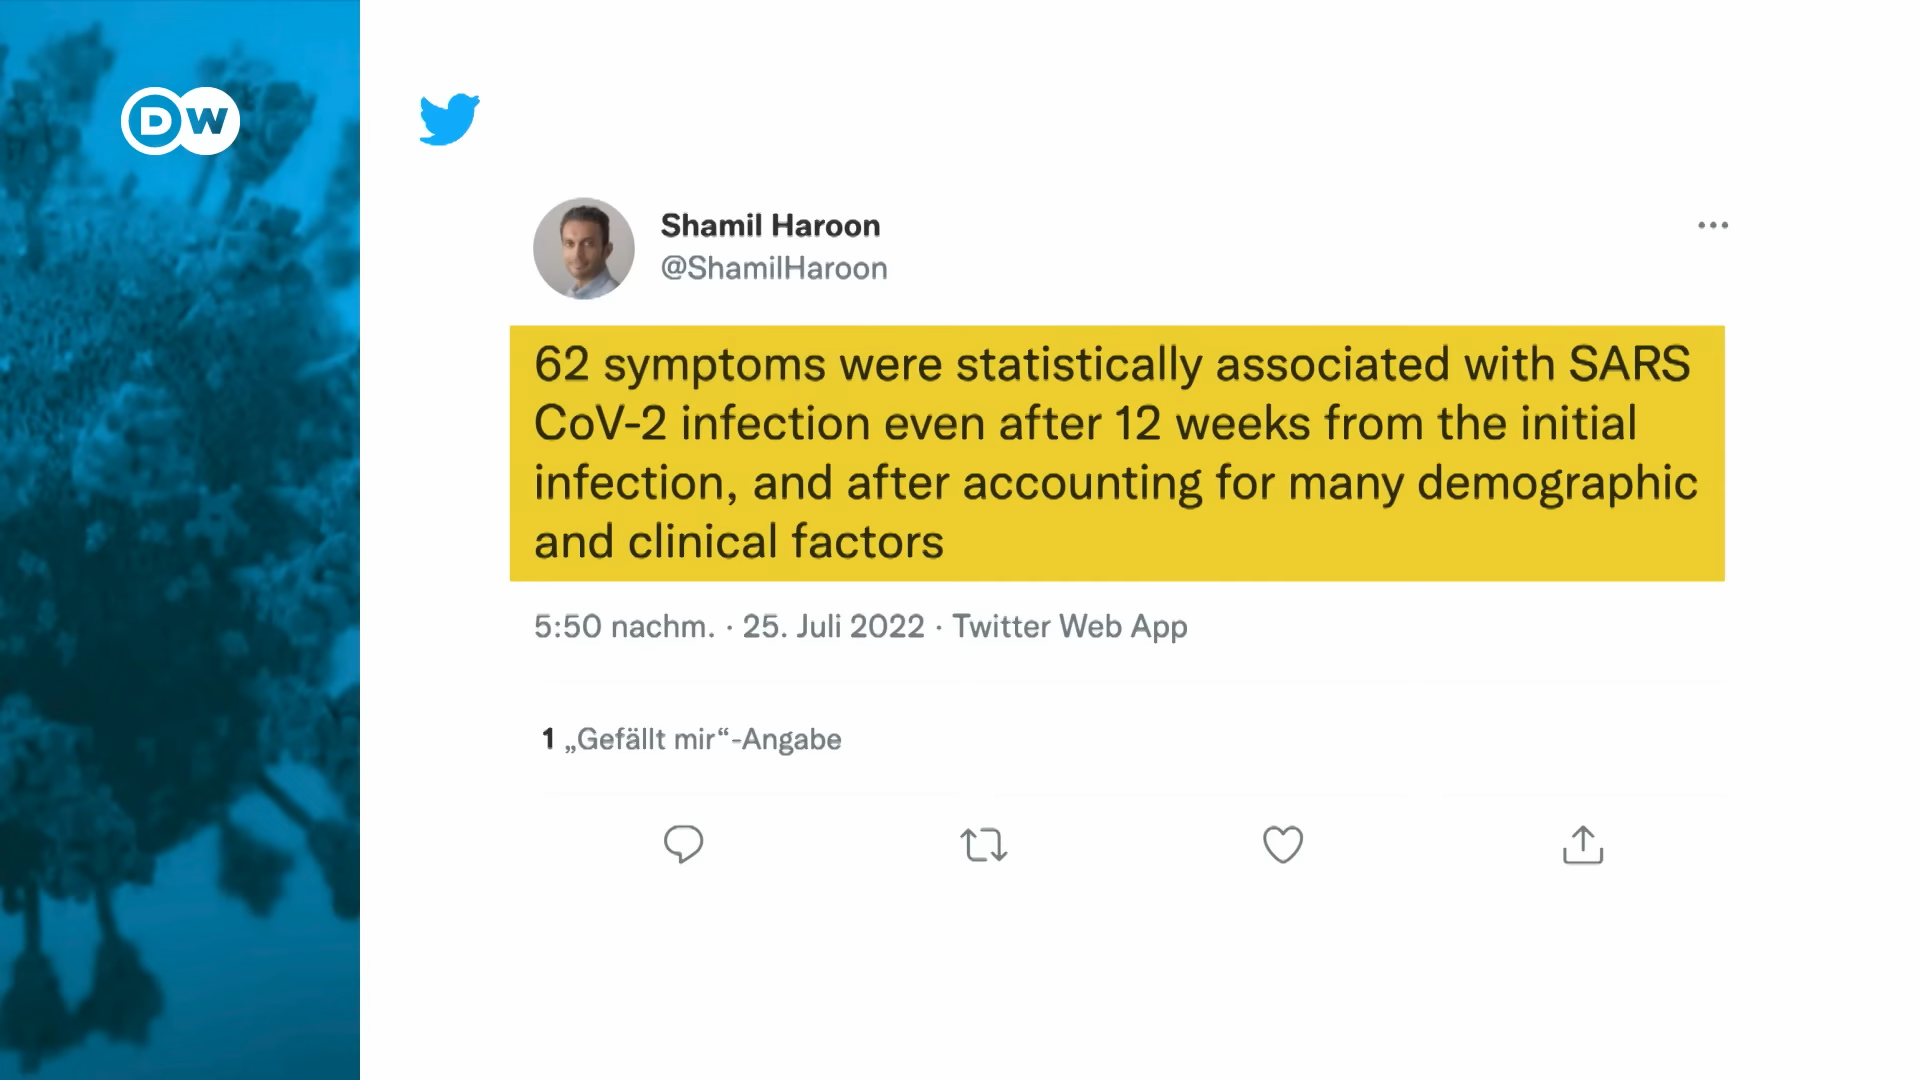 DW
Shamil Haroon
@ShamilHaroon
62 symptoms were statistically associated with SARS
CoV-2 infection even after 12 weeks from the initial
infection, and after accounting for many demographic
and clinical factors
5:50 nachm. · 25. Juli 2022 · Twitter Web App
1 „Gefällt mir“-Angabe